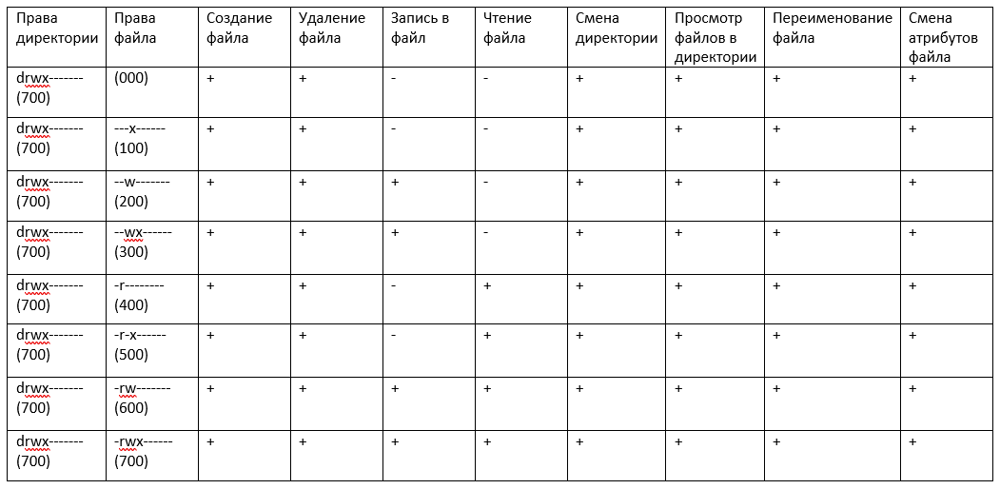 Права
директории
Права
файла
Создание
файла
Удаление
файла
Запись в
файл
Чтение
файла
Смена
директории
Просмотр
файлов в
директории
Переименование
файла
Смена
атрибутов
файла
drwx-------
(700)
(000)
+
+
-
-
+
+
+
+
drwx-------
(700)
---x------
(100)
+
+
-
-
+
+
+
+
drwx-------
(700)
--w-------
(200)
+
+
+
-
+
+
+
+
drwx-------
(700)
--wx------
(300)
+
+
+
-
+
+
+
+
drwx-------
(700)
-r--------
(400)
+
+
-
+
+
+
+
+
drwx-------
(700)
-r-x------
(500)
+
+
-
+
+
+
+
+
drwx-------
(700)
-rw-------
(600)
+
+
+
+
+
+
+
+
drwx-------
(700)
-rwx------
(700)
+
+
+
+
+
+
+
+